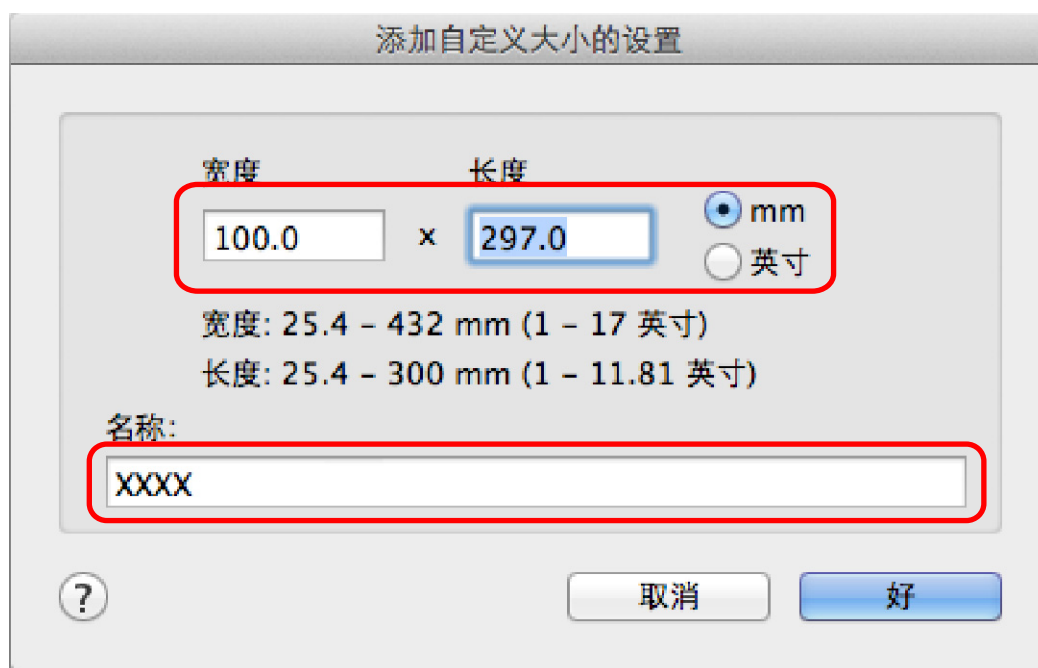 添加自定义大小的设置
宽度 长度
100.0 x 297.0 mm
英寸
宽度: 25.4 – 432 mm (1 – 17 英寸)
长度: 25.4 – 300 mm (1 – 11.81 英寸)
名称:
XXXX
? 取消 好